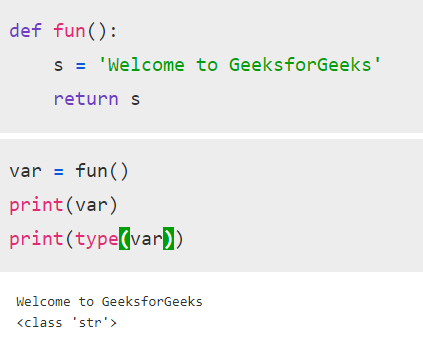 def fun():
    s = 'Welcome to GeeksforGeeks'
    return s
var = fun()
print(var)
print(type(var))
Welcome to GeeksforGeeks
<class 'str'>